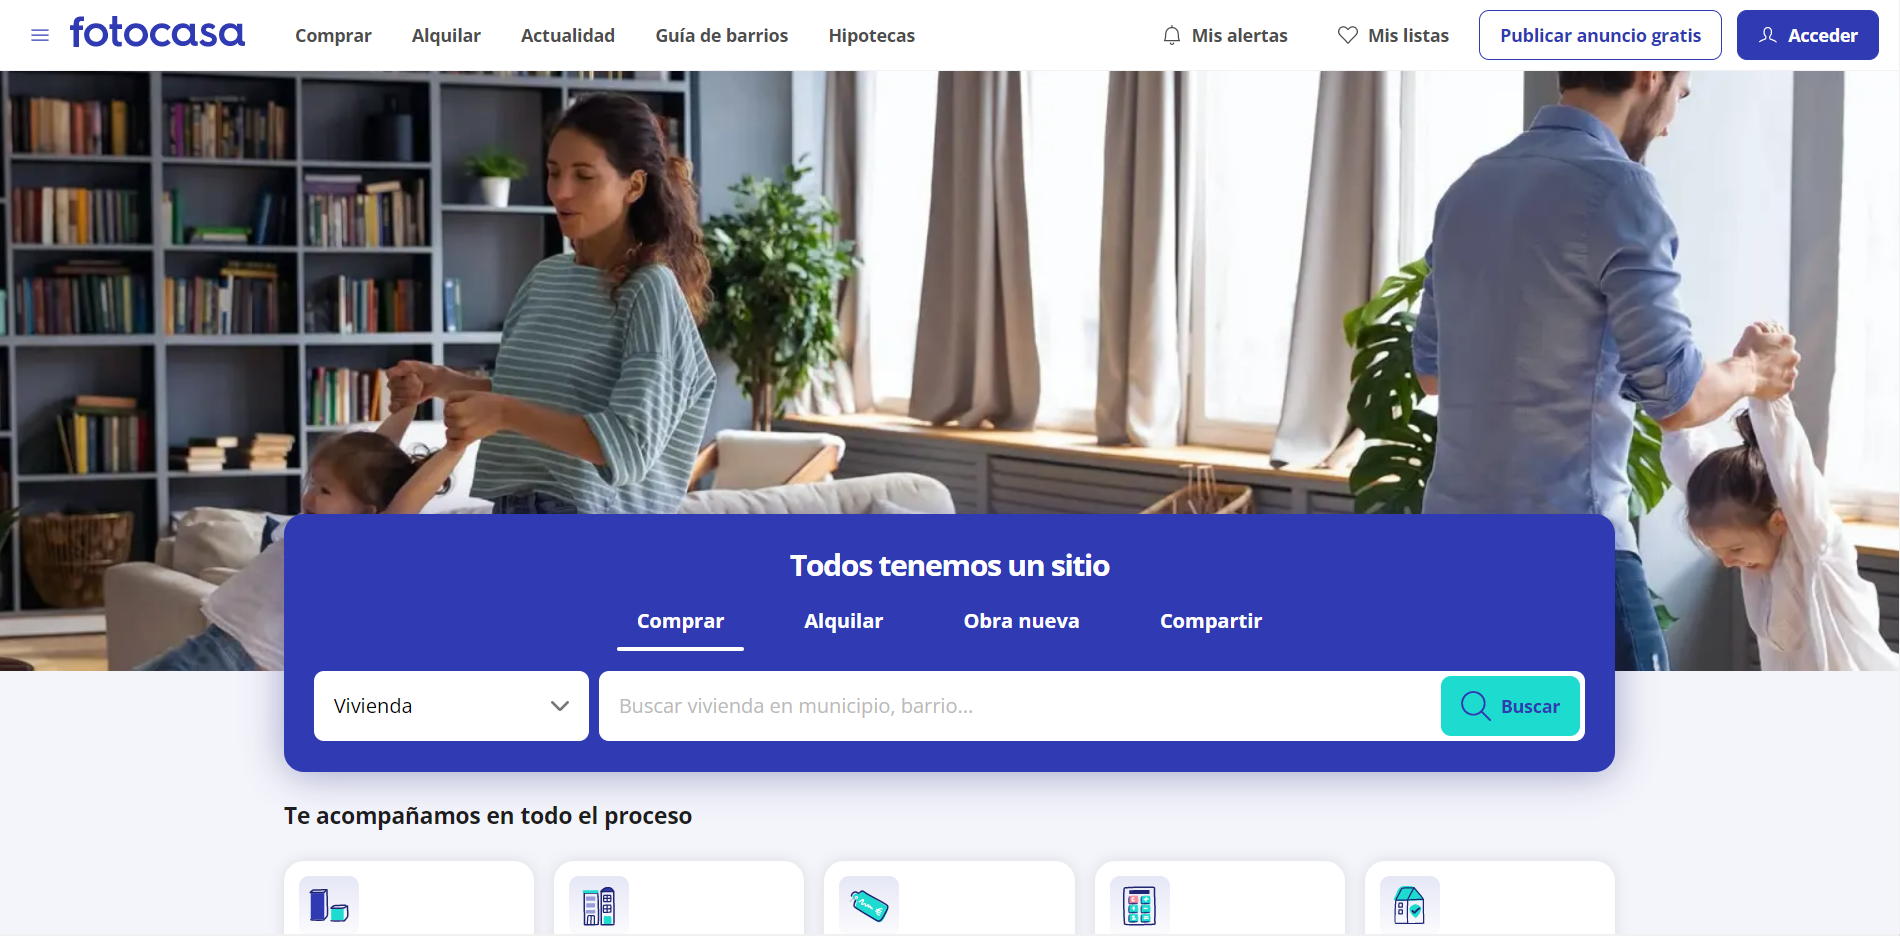 fotocasa
Comprar
Alquilar
Actualidad
Guía de barrios
Hipotecas
Mis alertas
Mis listas
Publicar anuncio gratis
Acceder
Todos tenemos un sitio
Comprar
Alquilar
Obra nueva
Compartir
Vivienda
Buscar vivienda en municipio, barrio...
Buscar
Te acompañamos en todo el proceso